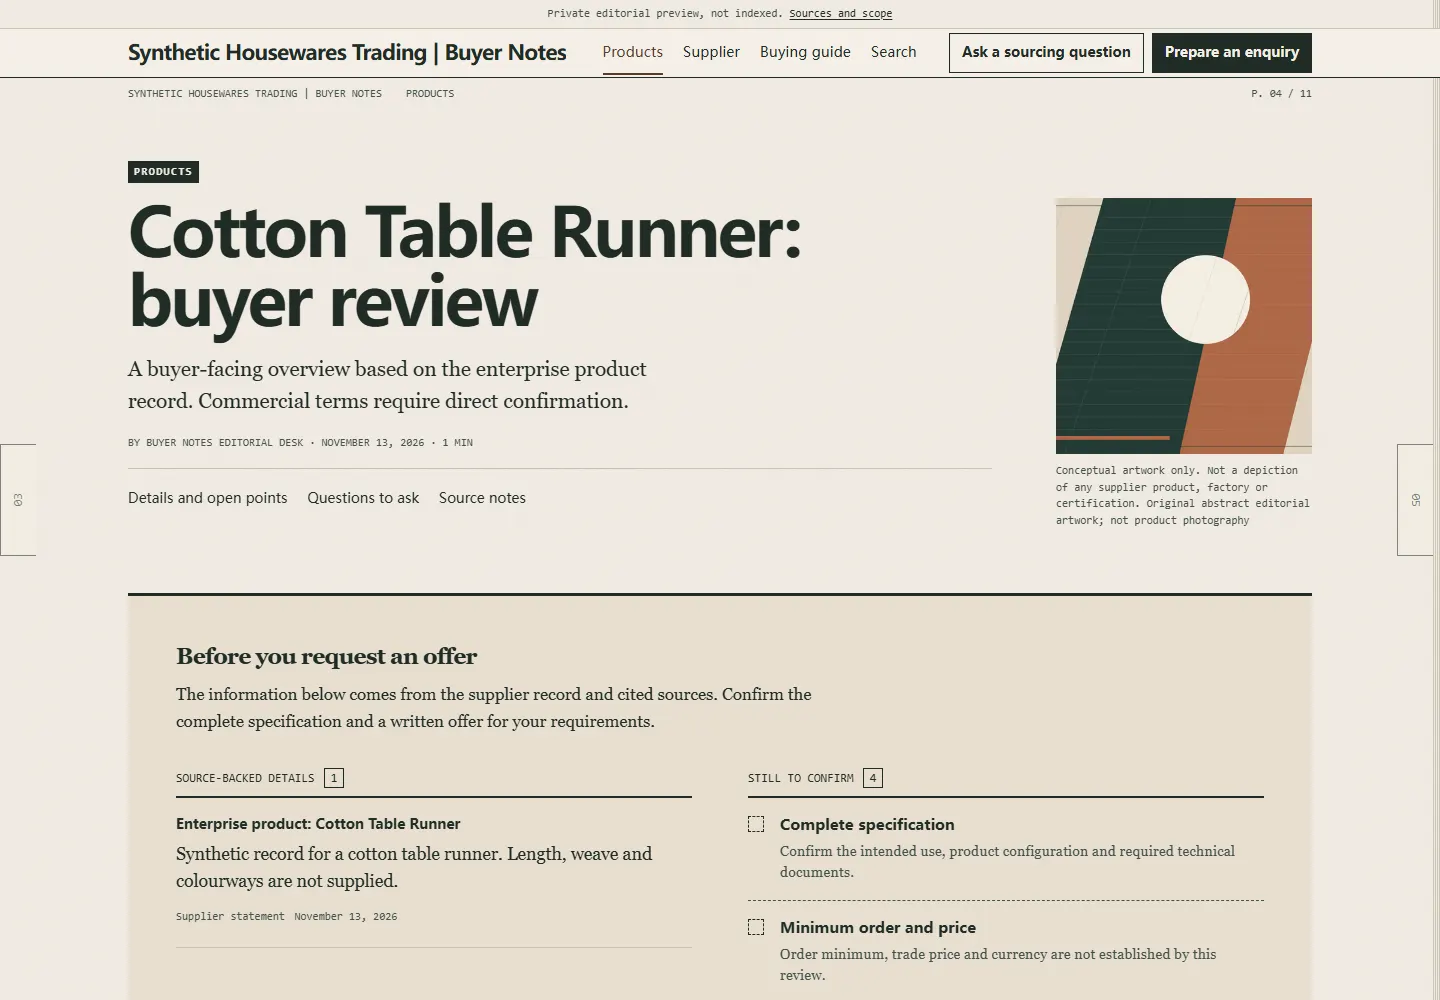 Private editorial preview, not indexed. Sources and scope
Synthetic Housewares Trading | Buyer Notes
Products
Supplier
Buying guide
Search
Ask a sourcing question
Prepare an enquiry
SYNTHETIC HOUSEWARES TRADING | BUYER NOTES
PRODUCTS
P. 04 / 11
PRODUCTS
Cotton Table Runner:
buyer review
A buyer-facing overview based on the enterprise product
record. Commercial terms require direct confirmation.
BY BUYER NOTES EDITORIAL DESK · NOVEMBER 13, 2026 · 1 MIN
Details and open points
Questions to ask
Source notes
Conceptual artwork only. Not a depiction
of any supplier product, factory or
certification. Original abstract editorial
artwork; not product photography
03
05
Before you request an offer
The information below comes from the supplier record and cited sources. Confirm the
complete specification and a written offer for your requirements.
SOURCE-BACKED DETAILS 1
Enterprise product: Cotton Table Runner
Synthetic record for a cotton table runner. Length, weave and
colourways are not supplied.
Supplier statement November 13, 2026
STILL TO CONFIRM 4
Complete specification
Confirm the intended use, product configuration and required technical
documents.
Minimum order and price
Order minimum, trade price and currency are not established by this
review.